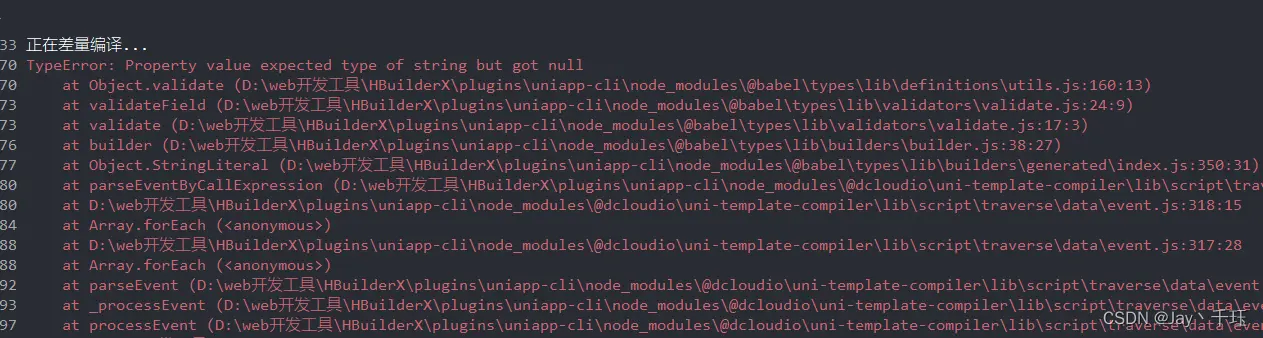 33 正在差量编译...
70 TypeError: Property value expected type of string but got null
70 at Object.validate (D:\web开发工具\HBuilderX\plugins\uniapp-cli\node_modules\@babel\types\lib\definitions\utils.js:160:13)
73 at validateField (D:\web开发工具\HBuilderX\plugins\uniapp-cli\node_modules\@babel\types\lib\validators\validate.js:24:9)
73 at validate (D:\web开发工具\HBuilderX\plugins\uniapp-cli\node_modules\@babel\types\lib\validators\validate.js:17:3)
76 at builder (D:\web开发工具\HBuilderX\plugins\uniapp-cli\node_modules\@babel\types\lib\builders\builder.js:38:27)
77 at Object.StringLiteral (D:\web开发工具\HBuilderX\plugins\uniapp-cli\node_modules\@babel\types\lib\builders\generated\index.js:350:31)
80 at parseEventByCallExpression (D:\web开发工具\HBuilderX\plugins\uniapp-cli\node_modules\@dcloudio\uni-template-compiler\lib\script\trav
80 at D:\web开发工具\HBuilderX\plugins\uniapp-cli\node_modules\@dcloudio\uni-template-compiler\lib\script\traverse\data\event.js:318:15
84 at Array.forEach (<anonymous>)
88 at D:\web开发工具\HBuilderX\plugins\uniapp-cli\node_modules\@dcloudio\uni-template-compiler\lib\script\traverse\data\event.js:317:28
88 at Array.forEach (<anonymous>)
92 at parseEvent (D:\web开发工具\HBuilderX\plugins\uniapp-cli\node_modules\@dcloudio\uni-template-compiler\lib\script\traverse\data\event
93 at _processEvent (D:\web开发工具\HBuilderX\plugins\uniapp-cli\node_modules\@dcloudio\uni-template-compiler\lib\script\traverse\data\eve
97 at processEvent (D:\web开发工具\HBuilderX\plugins\uniapp-cli\node_modules\@dcloudio\uni-template-compiler\lib\script\traverse\data\event
CSDN @Jay丶千珏